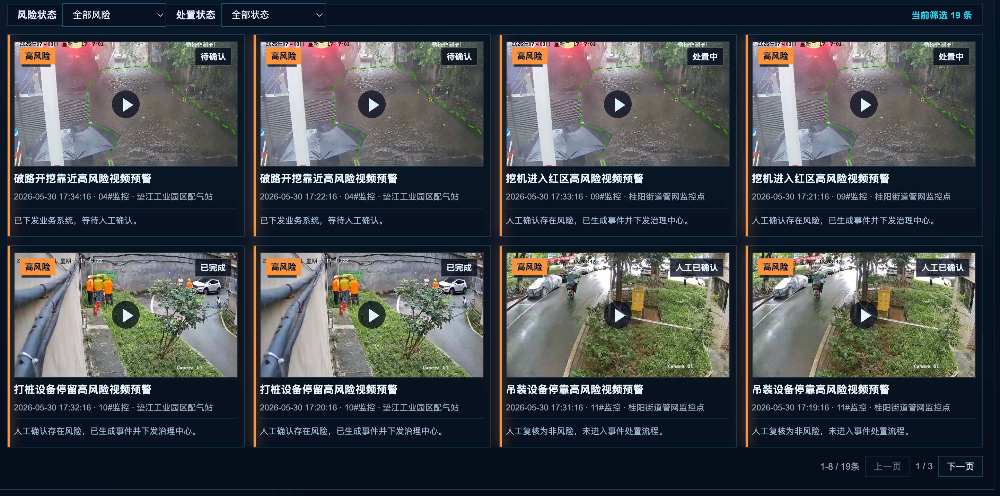 风险状态 全部风险 处置状态 全部状态 当前筛选 19 条
2025年07月08日 星期二 17:57:01 新桥铝制品厂
高风险 待确认
破路开挖靠近高风险视频预警
2026-05-30 17:34:16 · 04#监控 · 垫江工业园区配气站
已下发业务系统，等待人工确认。
2025年07月08日 星期二 17:57:01 新桥铝制品厂
高风险 待确认
破路开挖靠近高风险视频预警
2026-05-30 17:22:16 · 04#监控 · 垫江工业园区配气站
已下发业务系统，等待人工确认。
2025年07月08日 星期二 17:57:01 新桥铝制品厂
高风险 处置中
挖机进入红区高风险视频预警
2026-05-30 17:33:16 · 09#监控 · 桂阳街道管网监控点
人工确认存在风险，已生成事件并下发治理中心。
2025年07月08日 星期二 17:57:01 新桥铝制品厂
高风险 处置中
挖机进入红区高风险视频预警
2026-05-30 17:21:16 · 09#监控 · 桂阳街道管网监控点
人工确认存在风险，已生成事件并下发治理中心。
星期一 17:29:22
高风险 已完成
Camera 01
打桩设备停留高风险视频预警
2026-05-30 17:32:16 · 10#监控 · 垫江工业园区配气站
人工确认存在风险，已生成事件并下发治理中心。
星期一 17:29:22
高风险 已完成
Camera 01
打桩设备停留高风险视频预警
2026-05-30 17:20:16 · 10#监控 · 垫江工业园区配气站
人工确认存在风险，已生成事件并下发治理中心。
17:08:47
高风险 人工已确认
Camera 01
吊装设备停靠高风险视频预警
2026-05-30 17:31:16 · 11#监控 · 桂阳街道管网监控点
人工复核为非风险，未进入事件处置流程。
17:08:47
高风险 人工已确认
Camera 01
吊装设备停靠高风险视频预警
2026-05-30 17:19:16 · 11#监控 · 桂阳街道管网监控点
人工复核为非风险，未进入事件处置流程。
1-8 / 19条 上一页 1 / 3 下一页